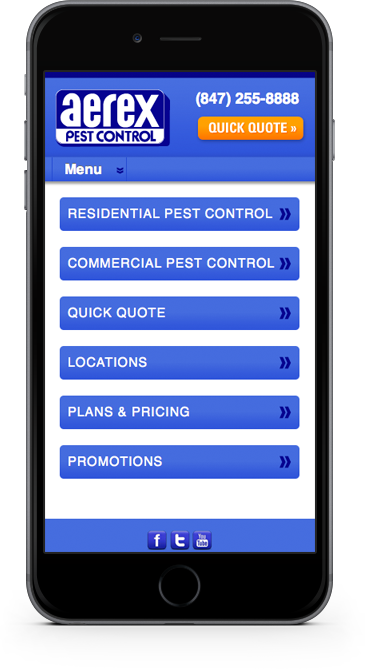 aerex
PEST CONTROL
(847) 255-8888
QUICK QUOTE »
Menu
RESIDENTIAL PEST CONTROL
COMMERCIAL PEST CONTROL
QUICK QUOTE
LOCATIONS
PLANS & PRICING
PROMOTIONS
f t You Tube